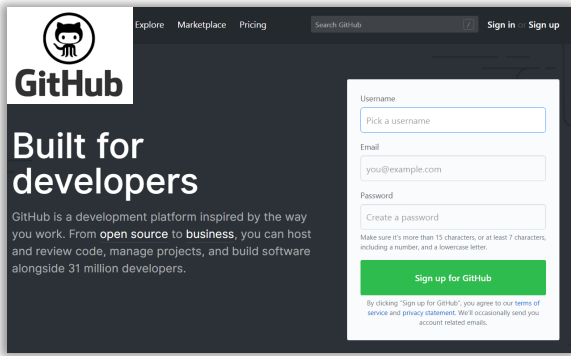 Explore Marketplace Pricing Search GitHub / Sign in or Sign up
GitHub
Built for
developers
GitHub is a development platform inspired by the way
you work. From open source to business, you can host
and review code, manage projects, and build software
alongside 31 million developers.
Username
Pick a username
Email
you@example.com
Password
Create a password
Make sure it's more than 15 characters, or at least 7 characters,
including a number, and a lowercase letter.
Sign up for GitHub
By clicking "Sign up for GitHub", you agree to our terms of
service and privacy statement. We'll occasionally send you
account related emails.